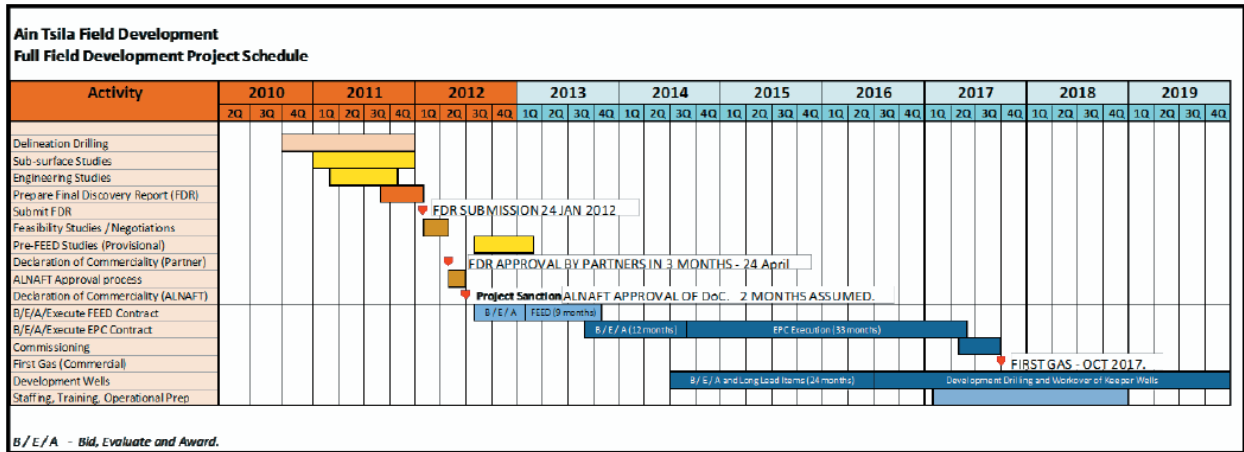 Ain Tsila Field Development
Full Field Development Project Schedule
Activity 2010 2011 2012 2013 2014 2015 2016 2017 2018 2019
2Q 3Q 4Q 1Q 2Q 3Q 4Q 1Q 2Q 3Q 4Q 1Q 2Q 3Q 4Q 1Q 2Q 3Q 4Q 1Q 2Q 3Q 4Q 1Q 2Q 3Q 4Q 1Q 2Q 3Q 4Q 1Q 2Q 3Q 4Q 1Q 2Q 3Q 4Q
Delineation Drilling
Sub-surface Studies
Engineering Studies
Prepare Final Discovery Report (FDR)
Submit FDR FDR SUBMISSION 24 JAN 2012
Feasibility Studies / Negotiations
Pre-FEED Studies (Provisional)
Declaration of Commerciality (Partner) FDR APPROVAL BY PARTNERS IN 3 MONTHS - 24 April
ALNAFT Approval process
Declaration of Commerciality (ALNAFT) Project Sanction ALNAFT APPROVAL OF DoC. 2 MONTHS ASSUMED.
B/E/A/Execute FEED Contract B / E / A FEED (9 months)
B/E/A/Execute EPC Contract B / E / A (12 months) EPC Execution (33 months)
Commissioning
First Gas (Commercial) FIRST GAS - OCT 2017.
Development Wells B / E / A and Long Lead Items (24 months) Development Drilling and Workover of Keeper Wells
Staffing, Training, Operational Prep
B / E / A - Bid, Evaluate and Award.